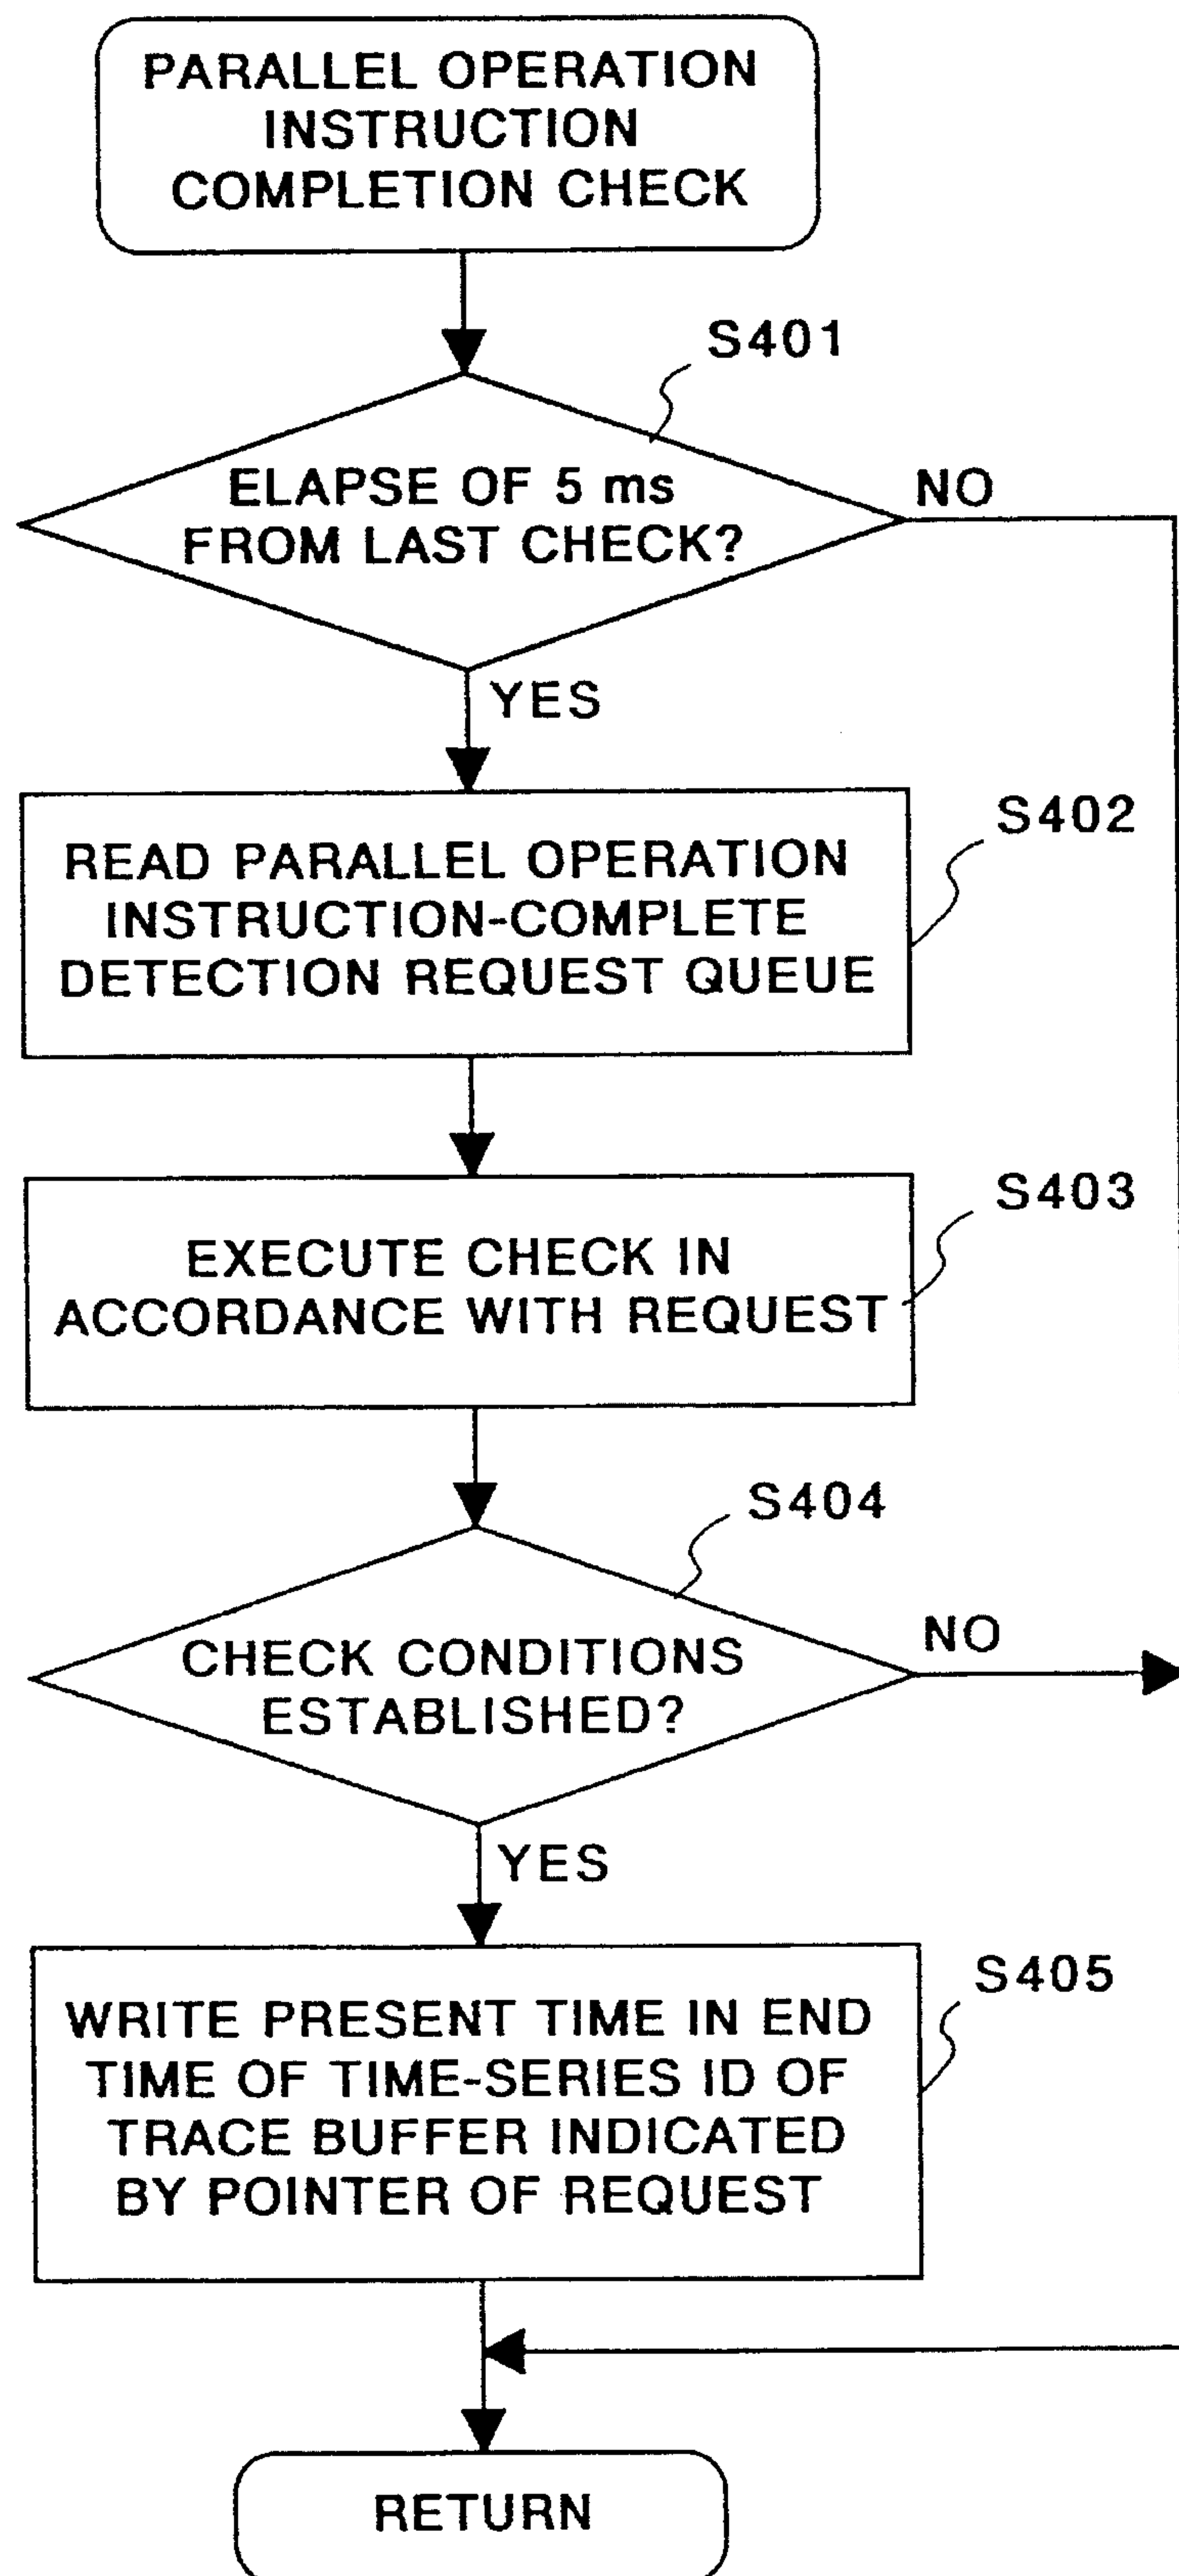 PARALLEL OPERATION
INSTRUCTION
COMPLETION CHECK
S401
ELAPSE OF 5 ms
FROM LAST CHECK?
NO
YES
S402
READ PARALLEL OPERATION
INSTRUCTION-COMPLETE
DETECTION REQUEST QUEUE
S403
EXECUTE CHECK IN
ACCORDANCE WITH REQUEST
S404
CHECK CONDITIONS
ESTABLISHED?
NO
YES
S405
WRITE PRESENT TIME IN END
TIME OF TIME-SERIES ID OF
TRACE BUFFER INDICATED
BY POINTER OF REQUEST
RETURN